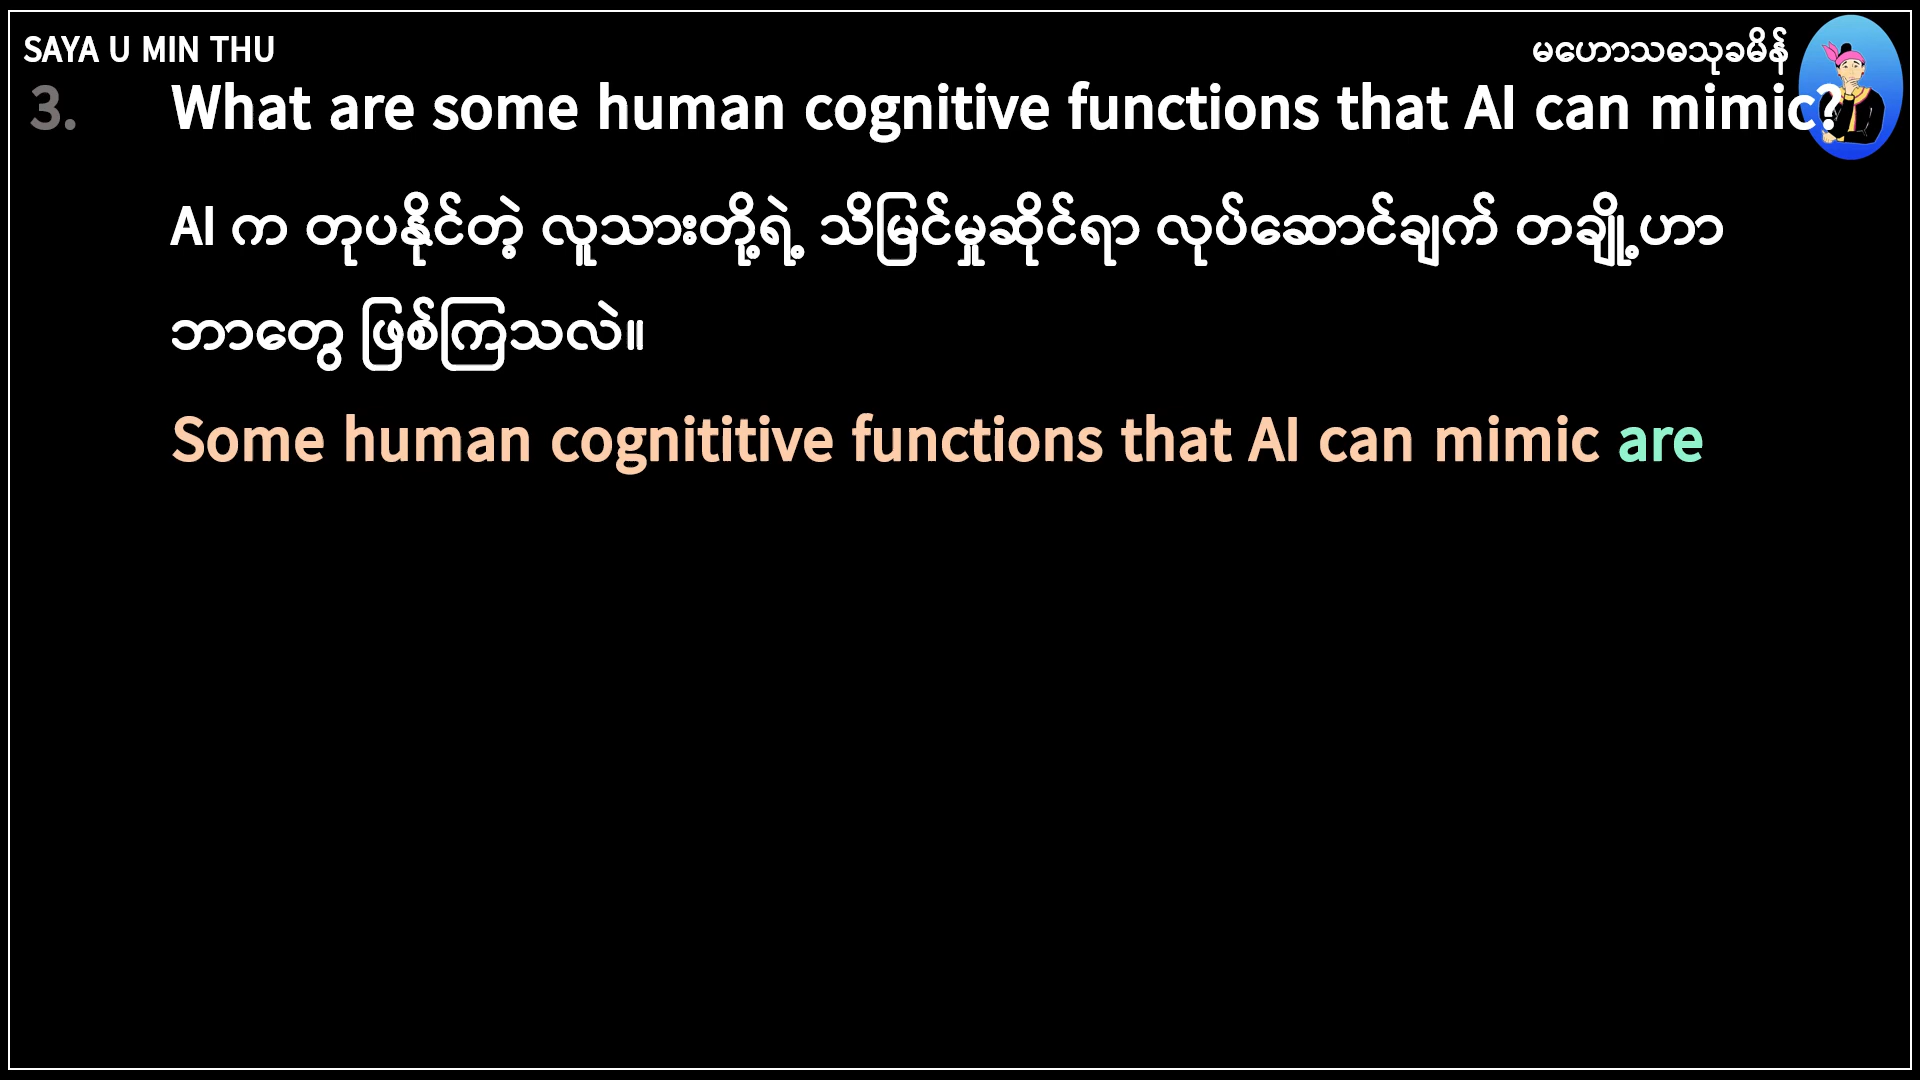 SAYA U MIN THU
မဟောသဓသုခမိန်
3. What are some human cognitive functions that AI can mimic?
AI က တုပနိုင်တဲ့ လူသားတို့ရဲ့ သိမြင်မှုဆိုင်ရာ လုပ်ဆောင်ချက် တချို့ဟာ
ဘာတွေ ဖြစ်ကြသလဲ။
Some human cognititive functions that AI can mimic are